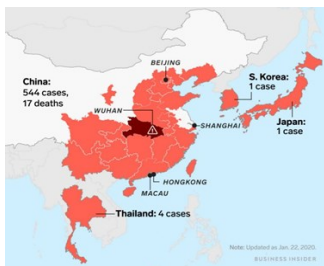 BEIJING
China:
544 cases,
17 deaths
S. Korea:
1 case
WUHAN
SHANGHAI
Japan:
1 case
HONGKONG
MACAU
Thailand: 4 cases
Note: Updated as Jan. 22, 2020.
BUSINESS INSIDER